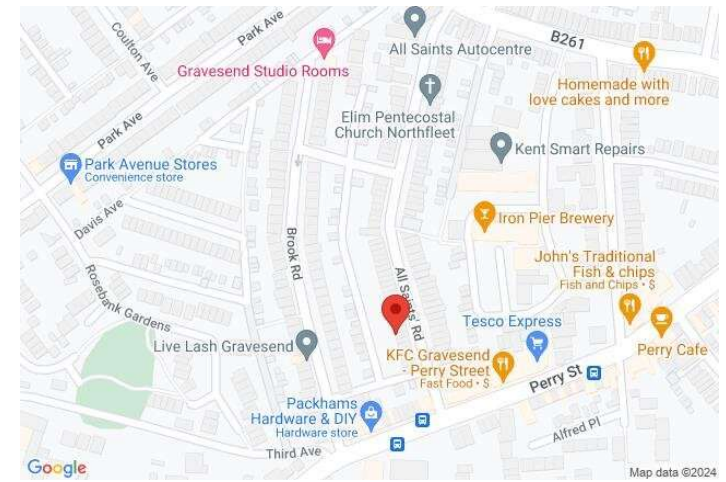 Park Ave
Coulton Ave
All Saints Autocentre
B261
Gravesend Studio Rooms
Homemade with
love cakes and more
Elim Pentecostal
Church Northfleet
Park Ave
Kent Smart Repairs
Park Avenue Stores
Convenience store
Davis Ave
Iron Pier Brewery
Brook Rd
John's Traditional
Fish & chips
Fish and Chips • $
All Saints' Rd
Rosebank Gardens
Tesco Express
Live Lash Gravesend
KFC Gravesend
- Perry Street
Fast Food • $
Perry Cafe
Perry St
Packhams
Hardware & DIY
Hardware store
Alfred Pl
Third Ave
Google
Map data ©2024